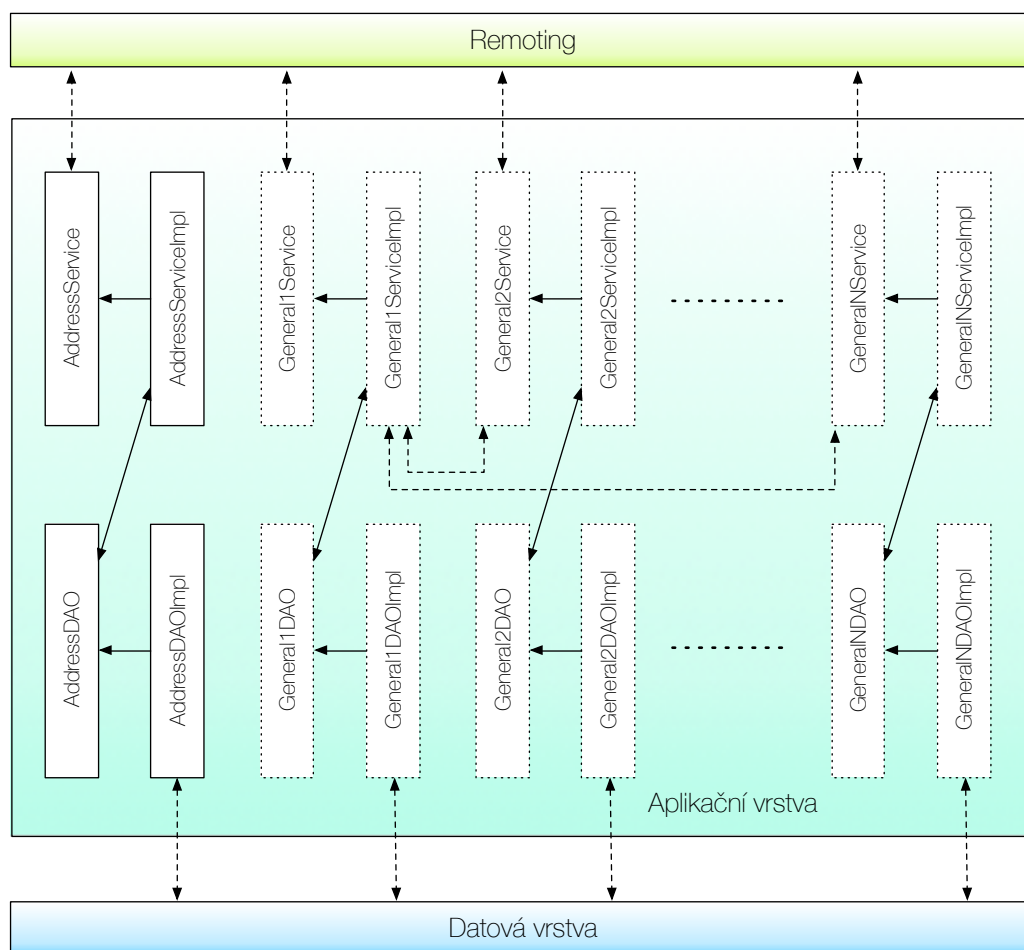 Remoting
AddressService
AddressServiceImpl
General1Service
General1ServiceImpl
General2Service
General2ServiceImpl
GeneralNService
GeneralNServiceImpl
AddressDAO
AddressDAOImpl
General1DAO
General1DAOImpl
General2DAO
General2DAOImpl
GeneralNDAO
GeneralNDAOImpl
Aplikační vrstva
Datová vrstva